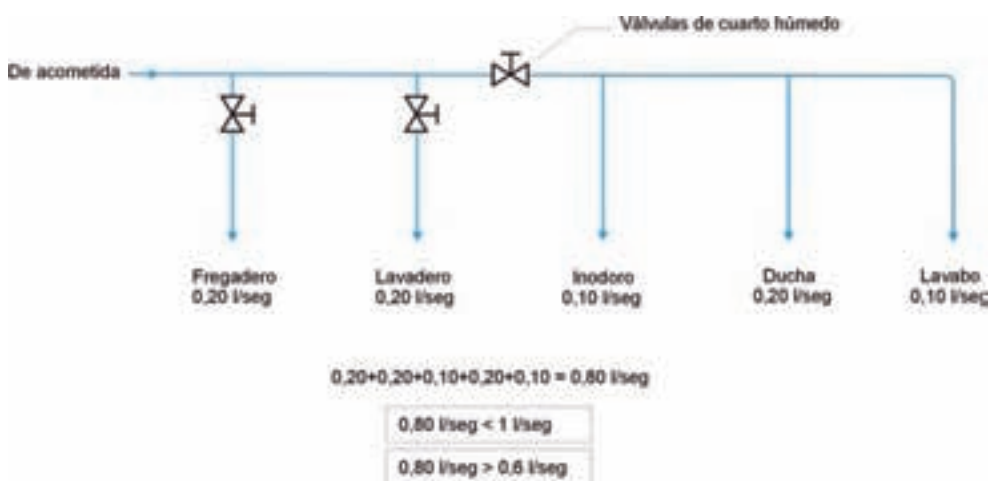 Válvulas de cuarto húmedo
De acometida
Fregadero
0,20 l/seg
Lavadero
0,20 l/seg
Inodoro
0,10 l/seg
Ducha
0,20 l/seg
Lavabo
0,10 l/seg
0,20+0,20+0,10+0,20+0,10 = 0,80 l/seg
0,80 l/seg < 1 l/seg
0,80 l/seg > 0,6 l/seg